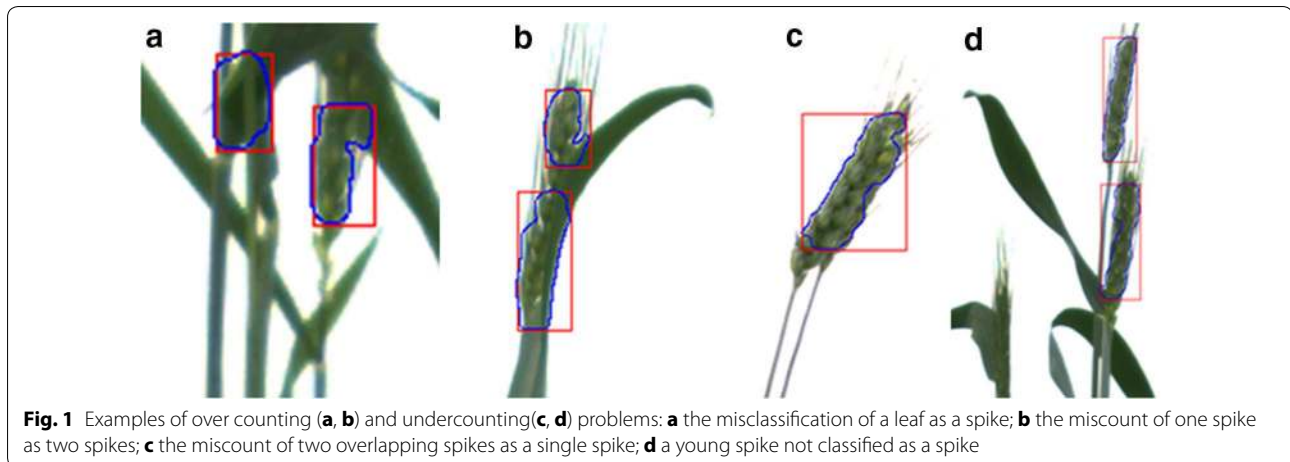 a
b
c
d
Fig. 1 Examples of over counting (a, b) and undercounting(c, d) problems: a the misclassification of a leaf as a spike; b the miscount of one spike
as two spikes; c the miscount of two overlapping spikes as a single spike; d a young spike not classified as a spike